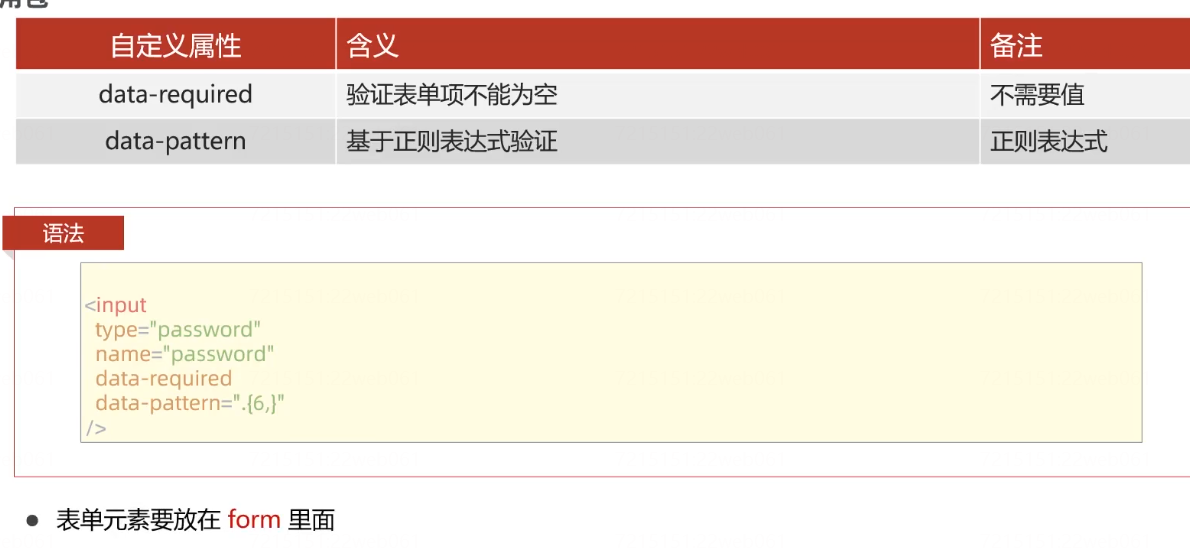 自定义属性 含义 备注
data-required 验证表单项不能为空 不需要值
data-pattern 基于正则表达式验证 正则表达式
语法
<input
type="password"
name="password"
data-required
data-pattern=".{6,}"
/>
● 表单元素要放在 form 里面